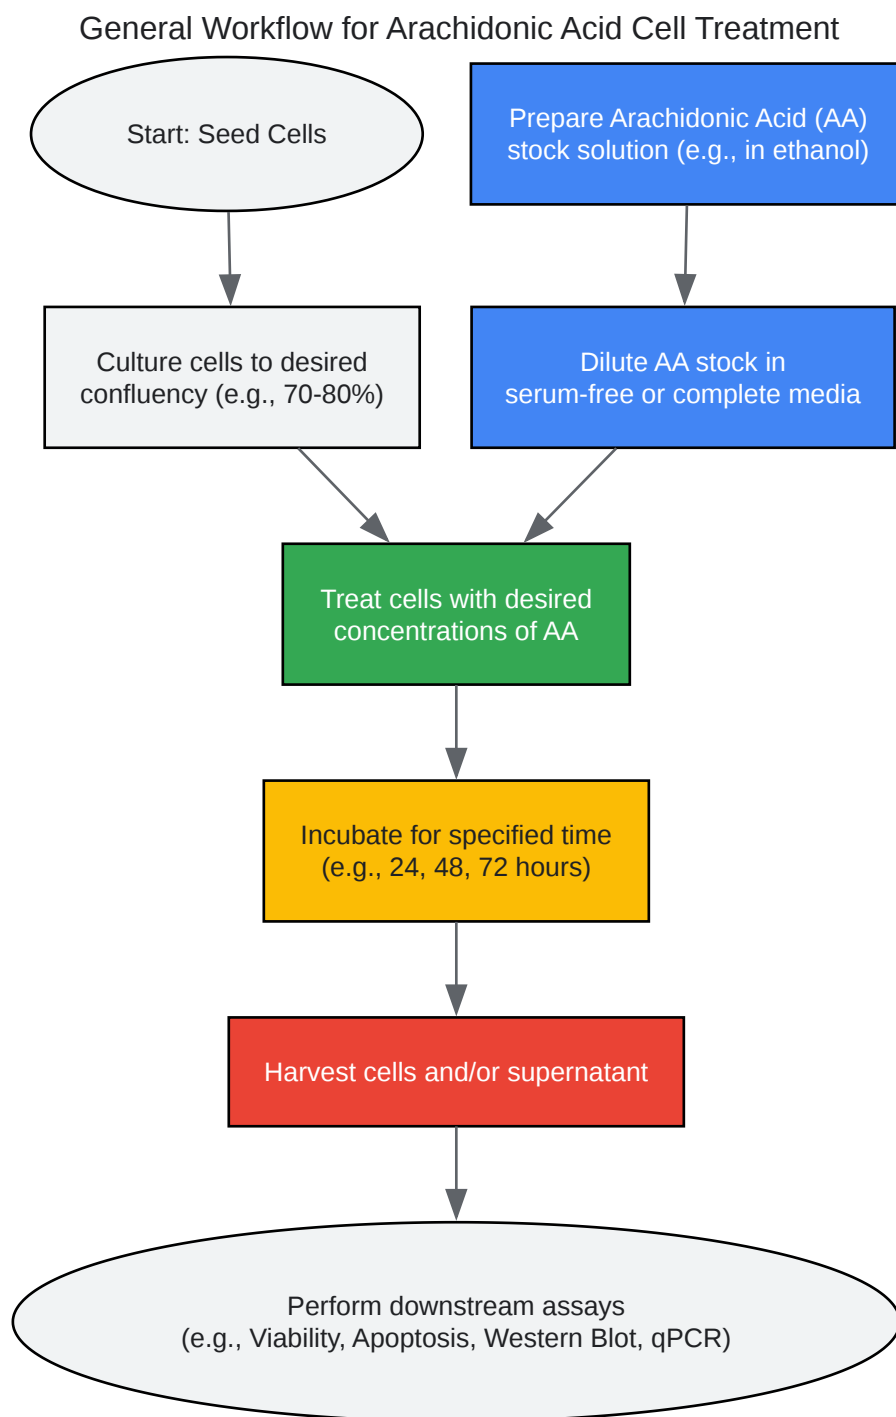 General Workflow for Arachidonic Acid Cell Treatment
Start: Seed Cells
Prepare Arachidonic Acid (AA)
stock solution (e.g., in ethanol)
Culture cells to desired
confluency (e.g., 70-80%)
Dilute AA stock in
serum-free or complete media
Treat cells with desired
concentrations of AA
Incubate for specified time
(e.g., 24, 48, 72 hours)
Harvest cells and/or supernatant
Perform downstream assays
(e.g., Viability, Apoptosis, Western Blot, qPCR)